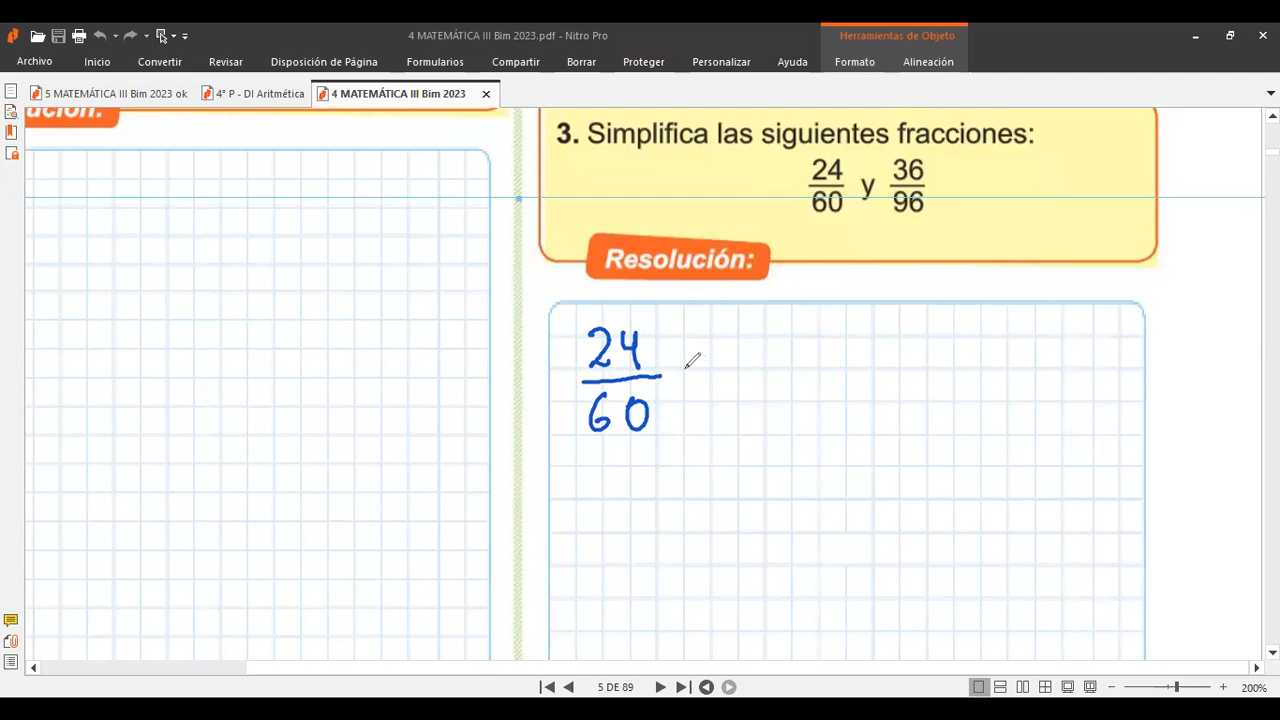 4 MATEMÁTICA III Bim 2023.pdf - Nitro Pro
Herramientas de Objeto
Archivo Inicio Convertir Revisar Disposición de Página Formularios Compartir Borrar Proteger Personalizar Ayuda Formato Alineación
5 MATEMÁTICA III Bim 2023 ok 4° P - DI Aritmética 4 MATEMÁTICA III Bim 2023
ución:
3. Simplifica las siguientes fracciones:
24/60 y 36/96
Resolución:
24
60
5 DE 89
200%